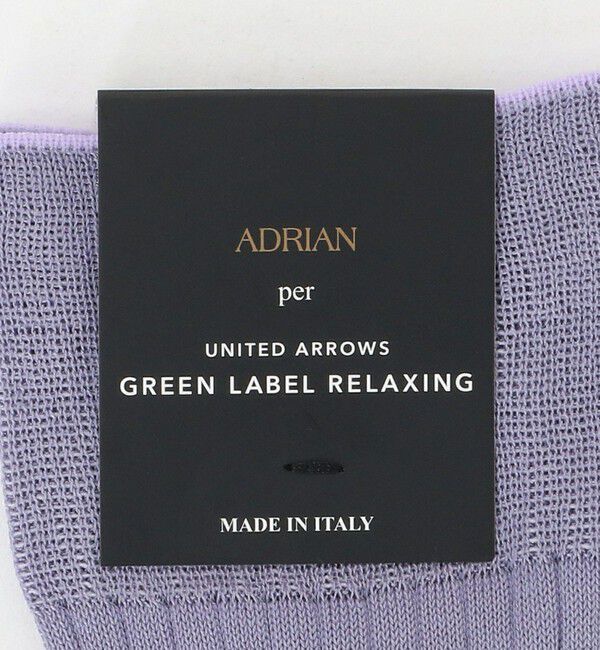 ADRIAN
per
UNITED ARROWS
GREEN LABEL RELAXING
MADE IN ITALY